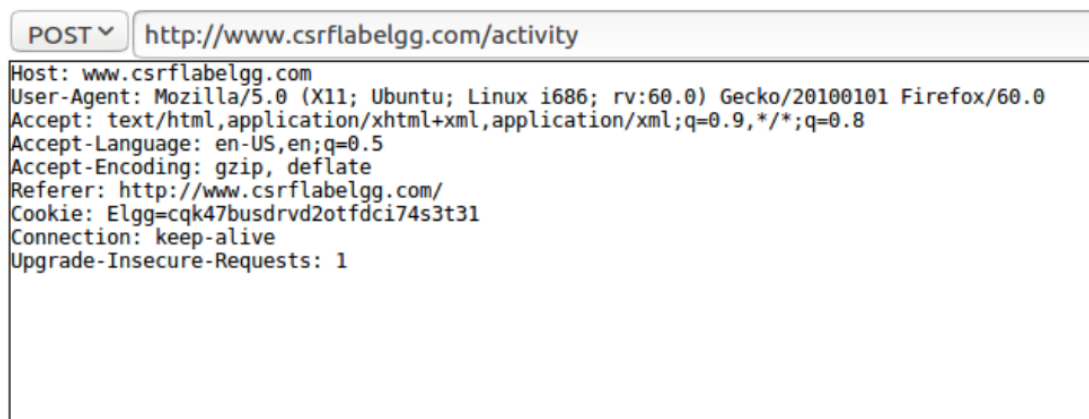 POST http://www.csrflabelgg.com/activity
Host: www.csrflabelgg.com
User-Agent: Mozilla/5.0 (X11; Ubuntu; Linux i686; rv:60.0) Gecko/20100101 Firefox/60.0
Accept: text/html,application/xhtml+xml,application/xml;q=0.9,*/*;q=0.8
Accept-Language: en-US,en;q=0.5
Accept-Encoding: gzip, deflate
Referer: http://www.csrflabelgg.com/
Cookie: Elgg=cqk47busdrvd2otfdci74s3t31
Connection: keep-alive
Upgrade-Insecure-Requests: 1